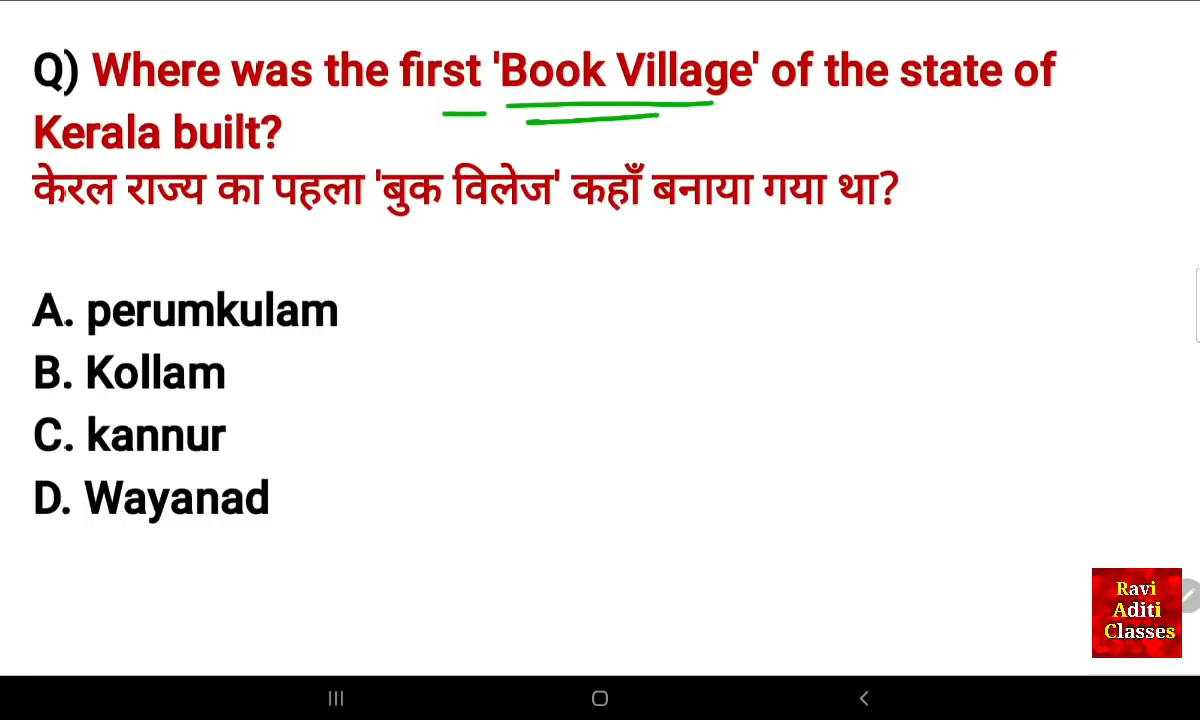 Q) Where was the first 'Book Village' of the state of
Kerala built?
केरल राज्य का पहला 'बुक विलेज' कहाँ बनाया गया था?
A. perumkulam
B. Kollam
C. kannur
D. Wayanad
Ravi
Aditi
Classes